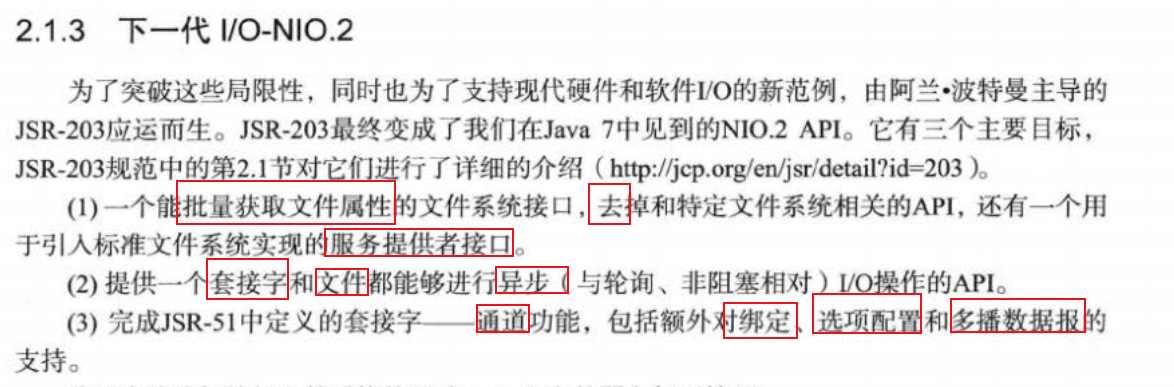 2.1.3 下一代 I/O-NIO.2
为了突破这些局限性，同时也为了支持现代硬件和软件I/O的新范例，由阿兰•波特曼主导的
JSR-203应运而生。JSR-203最终变成了我们在Java 7中见到的NIO.2 API。它有三个主要目标，
JSR-203规范中的第2.1节对它们进行了详细的介绍（http://jcp.org/en/jsr/detail?id=203）。
(1) 一个能批量获取文件属性的文件系统接口，去掉和特定文件系统相关的API，还有一个用
于引入标准文件系统实现的服务提供者接口。
(2) 提供一个套接字和文件都能够进行异步（与轮询、非阻塞相对）I/O操作的API。
(3) 完成JSR-51中定义的套接字——通道功能，包括额外对绑定、选项配置和多播数据报的
支持。